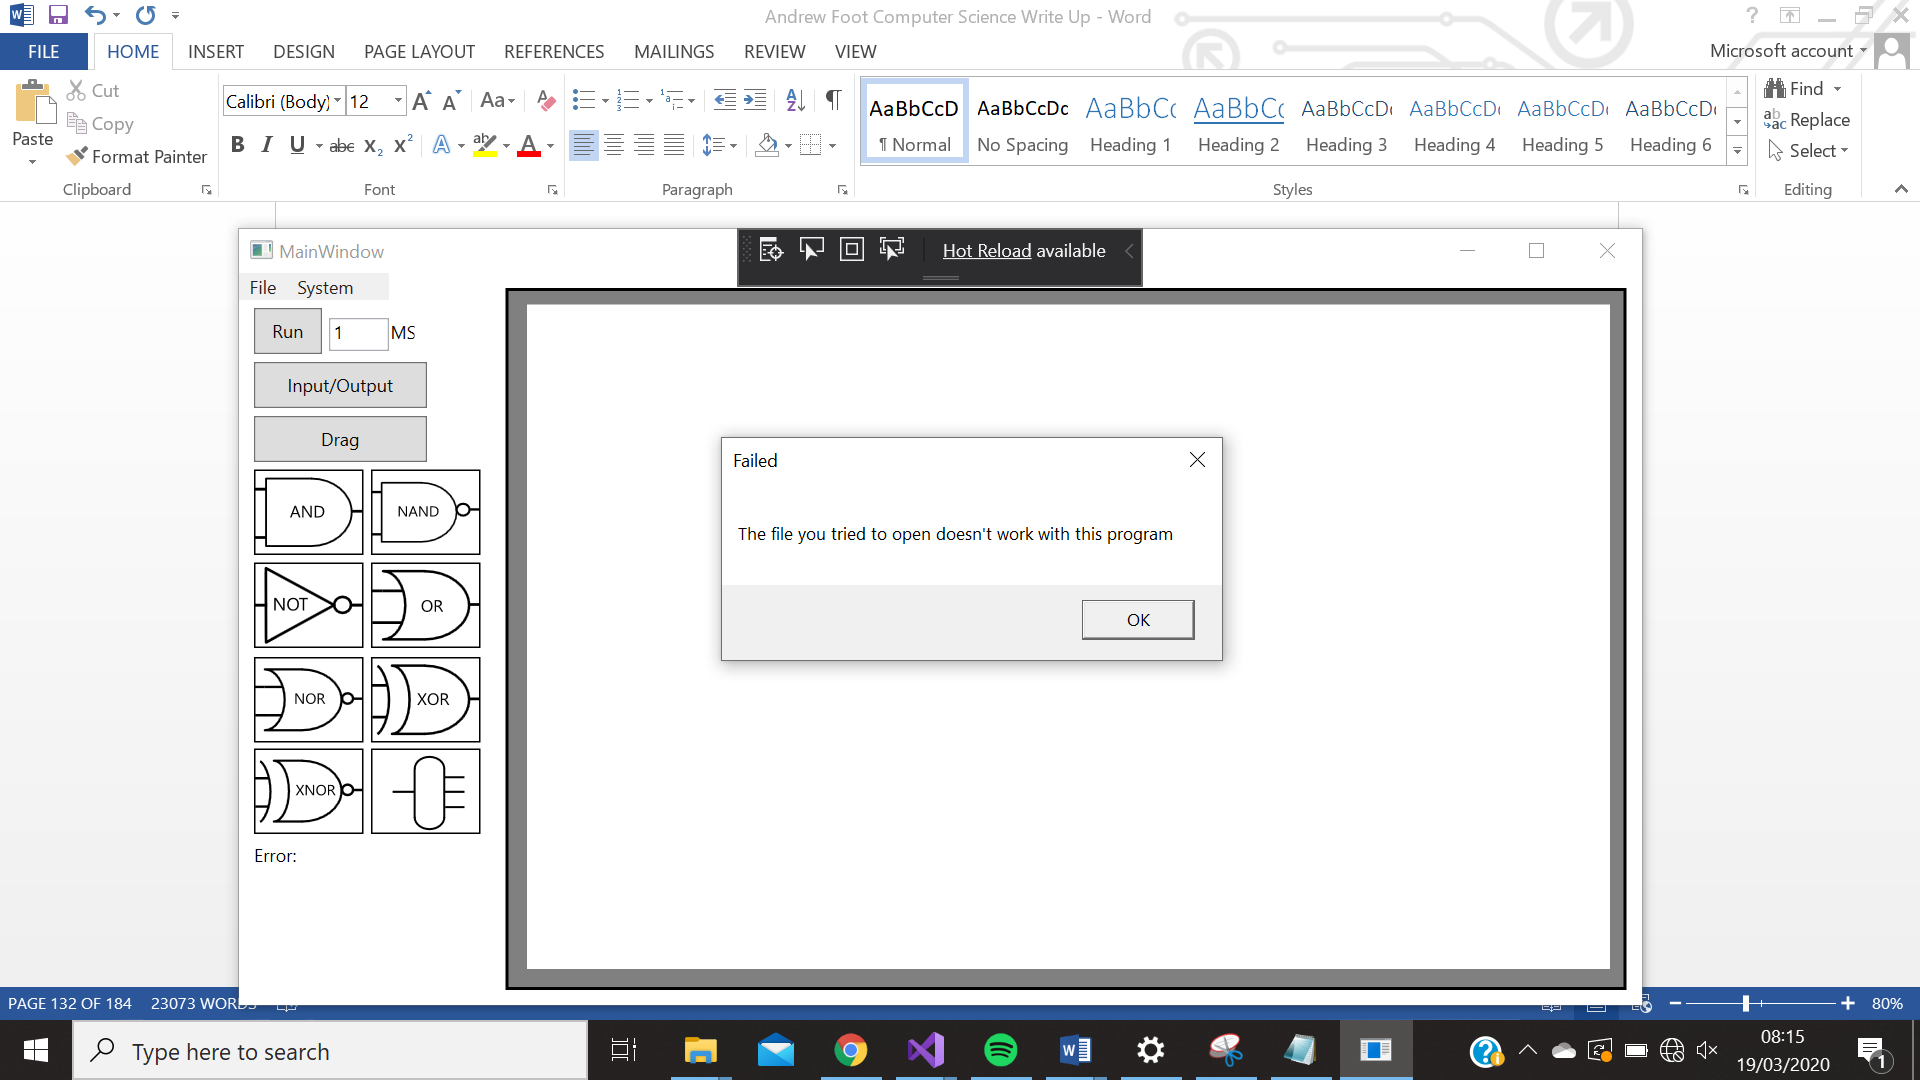 Andrew Foot Computer Science Write Up - Word
FILE HOME INSERT DESIGN PAGE LAYOUT REFERENCES MAILINGS REVIEW VIEW Microsoft account
Paste
Cut
Copy
Format Painter
Clipboard
Calibri (Body) 12
Font
Paragraph
AaBbCcD AaBbCcDc AaBbCc AaBbCc AaBbCcDc AaBbCcDc AaBbCcDc AaBbCcDc
¶ Normal No Spacing Heading 1 Heading 2 Heading 3 Heading 4 Heading 5 Heading 6
Styles
Find
Replace
Select
Editing
MainWindow
Hot Reload available
File System
Run 1 MS
Input/Output
Drag
AND NAND
NOT OR
NOR XOR
XNOR
Error:
Failed
The file you tried to open doesn't work with this program
OK
PAGE 132 OF 184 23073 WORDS 80%
Type here to search
08:15
19/03/2020
1